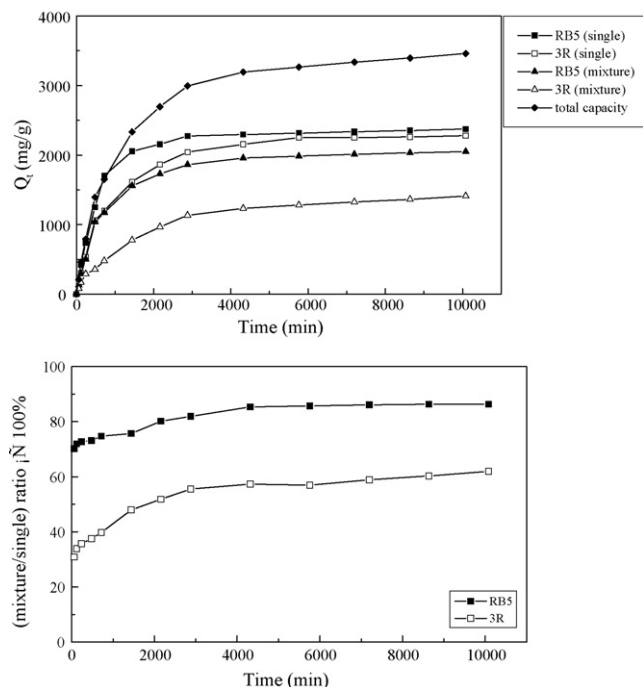 4000
3000
2000
1000
0
Qt (mg/g)
0 2000 4000 6000 8000 10000
Time (min)
RB5 (single)
3R (single)
RB5 (mixture)
3R (mixture)
total capacity
100
80
60
40
20
0
(mixture/single) ratio ¡Ñ 100%
0 2000 4000 6000 8000 10000
Time (min)
RB5
3R